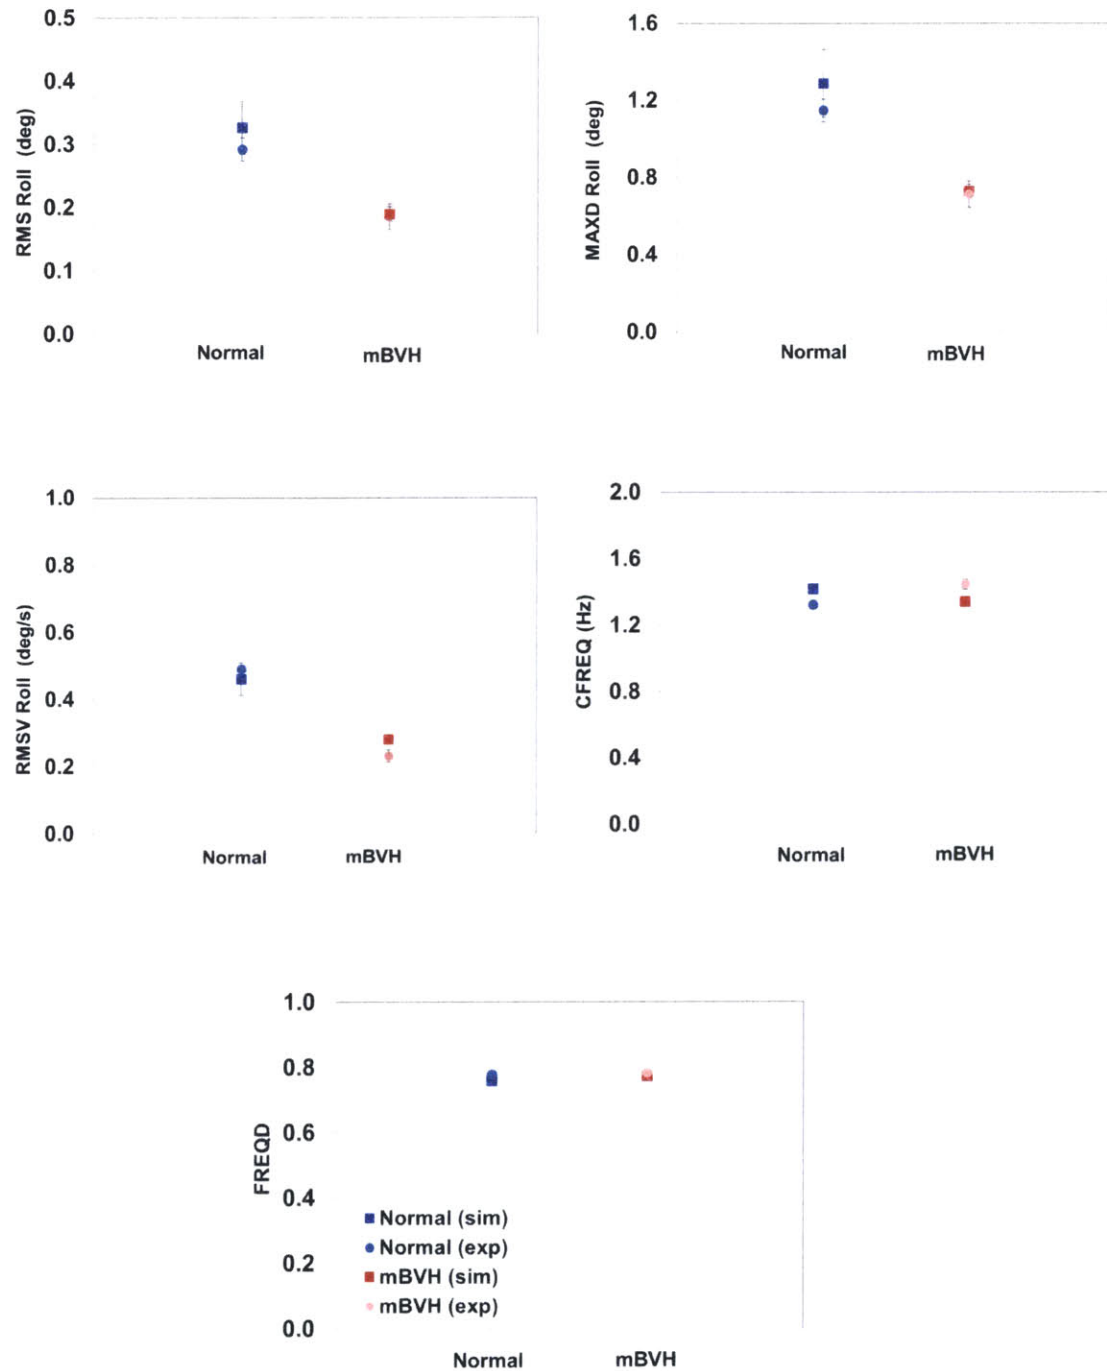 0.5
0.4
0.3
0.2
0.1
0.0
RMS Roll (deg)
Normal mBVH
1.6
1.2
0.8
0.4
0.0
MAXD Roll (deg)
Normal mBVH
1.0
0.8
0.6
0.4
0.2
0.0
RMSV Roll (deg/s)
Normal mBVH
2.0
1.6
1.2
0.8
0.4
0.0
CFREQ (Hz)
Normal mBVH
1.0
0.8
0.6
0.4
0.2
0.0
FREQD
Normal (sim)
Normal (exp)
mBVH (sim)
mBVH (exp)
Normal mBVH